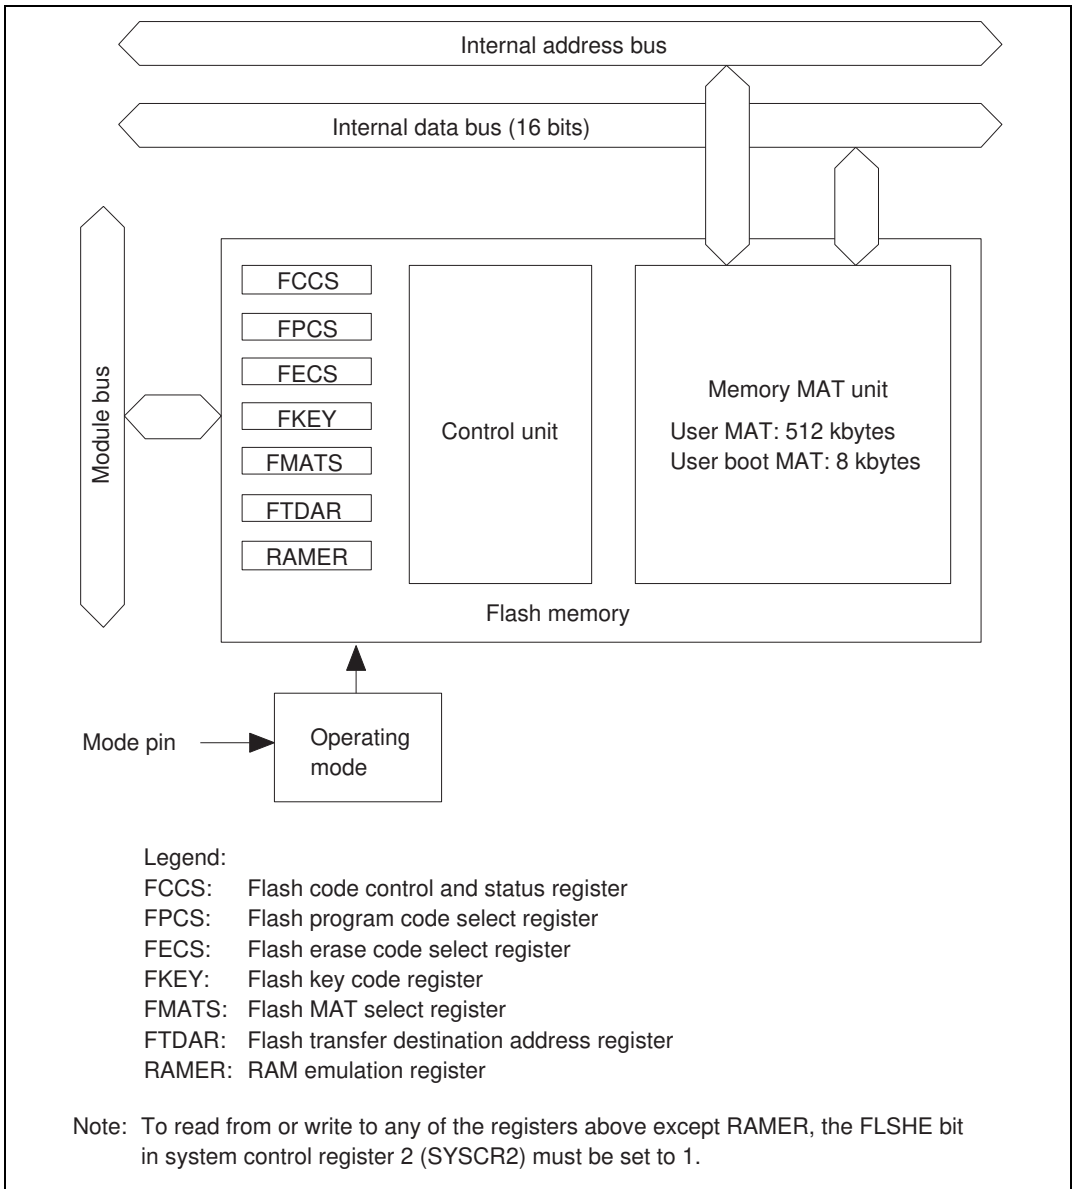 Internal address bus
Internal data bus (16 bits)
Module bus
FCCS
FPCS
FECS
FKEY
FMATS
FTDAR
RAMER
Control unit
Memory MAT unit
User MAT: 512 kbytes
User boot MAT: 8 kbytes
Flash memory
Mode pin
Operating
mode
Legend:
FCCS: Flash code control and status register
FPCS: Flash program code select register
FECS: Flash erase code select register
FKEY: Flash key code register
FMATS: Flash MAT select register
FTDAR: Flash transfer destination address register
RAMER: RAM emulation register
Note: To read from or write to any of the registers above except RAMER, the FLSHE bit
in system control register 2 (SYSCR2) must be set to 1.